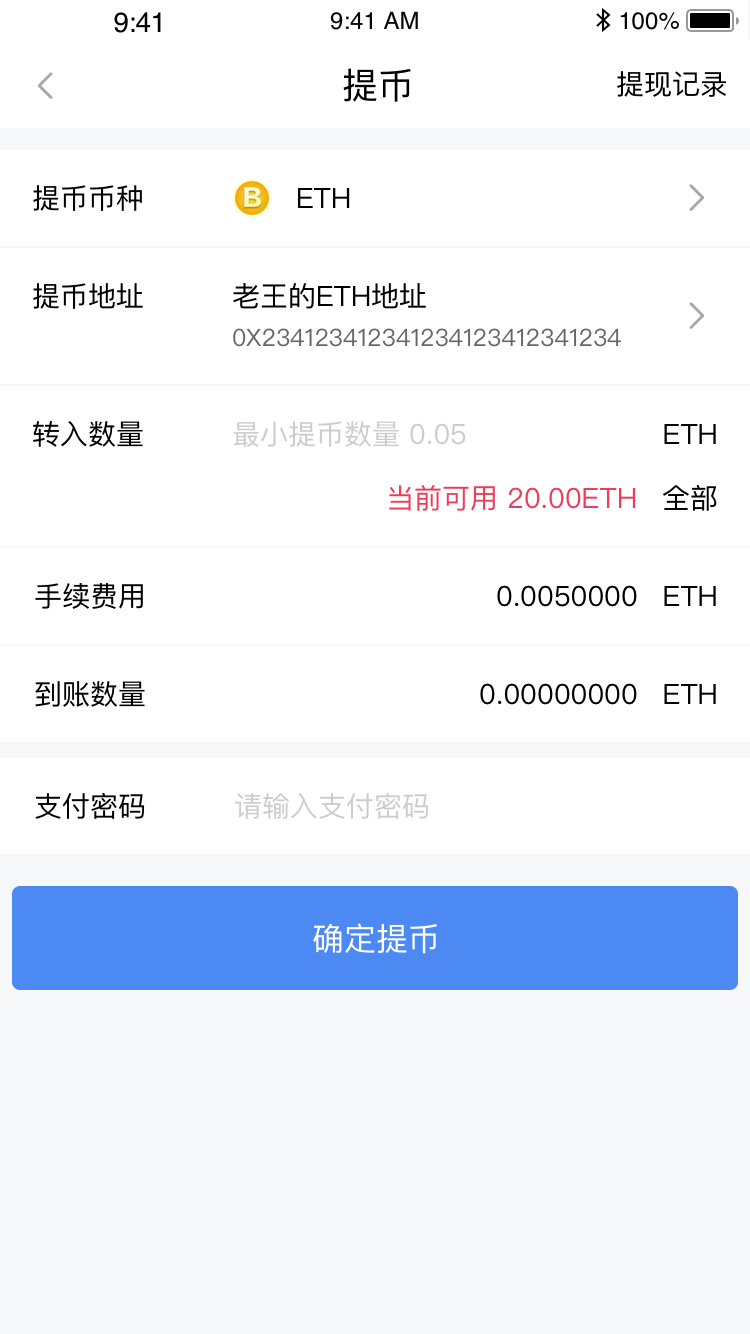 9:41 9:41 AM 100%
提币 提现记录
提币币种 B ETH
提币地址 老王的ETH地址
0X2341234123412341234123412341234
转入数量 最小提币数量 0.05 ETH
当前可用 20.00ETH 全部
手续费用 0.0050000 ETH
到账数量 0.00000000 ETH
支付密码 请输入支付密码
确定提币